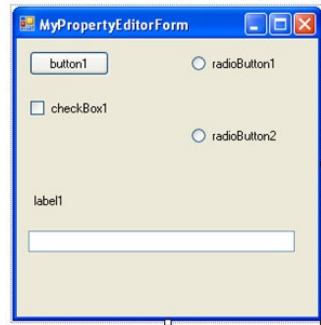 MyPropertyEditorForm
button1
radioButton1
checkBox1
radioButton2
label1